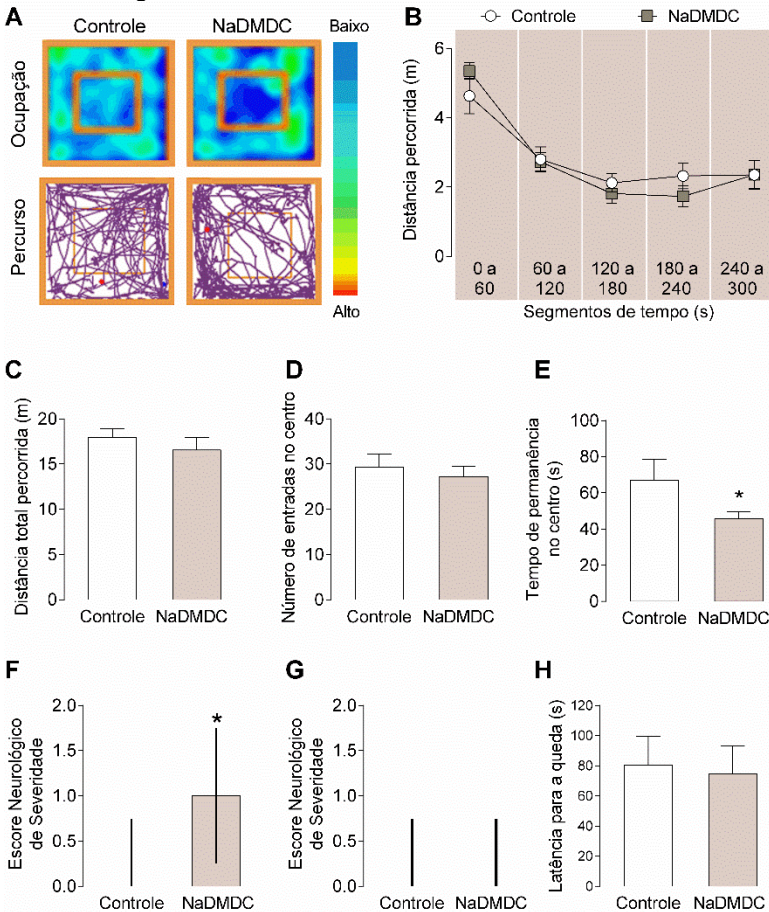 A
Controle
NaDMDC
Baixo
Ocupação
Percurso
Alto
B
Controle
NaDMDC
Distância percorrida (m)
6
4
2
0
0 a
60
60 a
120
120 a
180
180 a
240
240 a
300
Segmentos de tempo (s)
C
Distância total percorrida (m)
20
15
10
5
0
Controle
NaDMDC
D
Número de entradas no centro
40
30
20
10
0
Controle
NaDMDC
E
Tempo de permanência
no centro (s)
100
80
60
40
20
0
*
Controle
NaDMDC
F
Escore Neurológico
de Severidade
2.0
1.5
1.0
0.5
0.0
*
Controle
NaDMDC
G
Escore Neurológico
de Severidade
2.0
1.5
1.0
0.5
0.0
Controle
NaDMDC
H
Latência para a queda (s)
120
100
80
60
40
20
0
Controle
NaDMDC